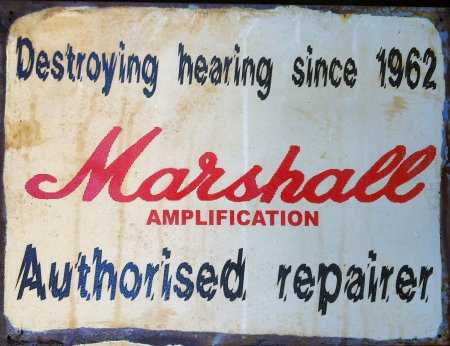 Destroying hearing since 1962
Marshall
AMPLIFICATION
Authorised repairer